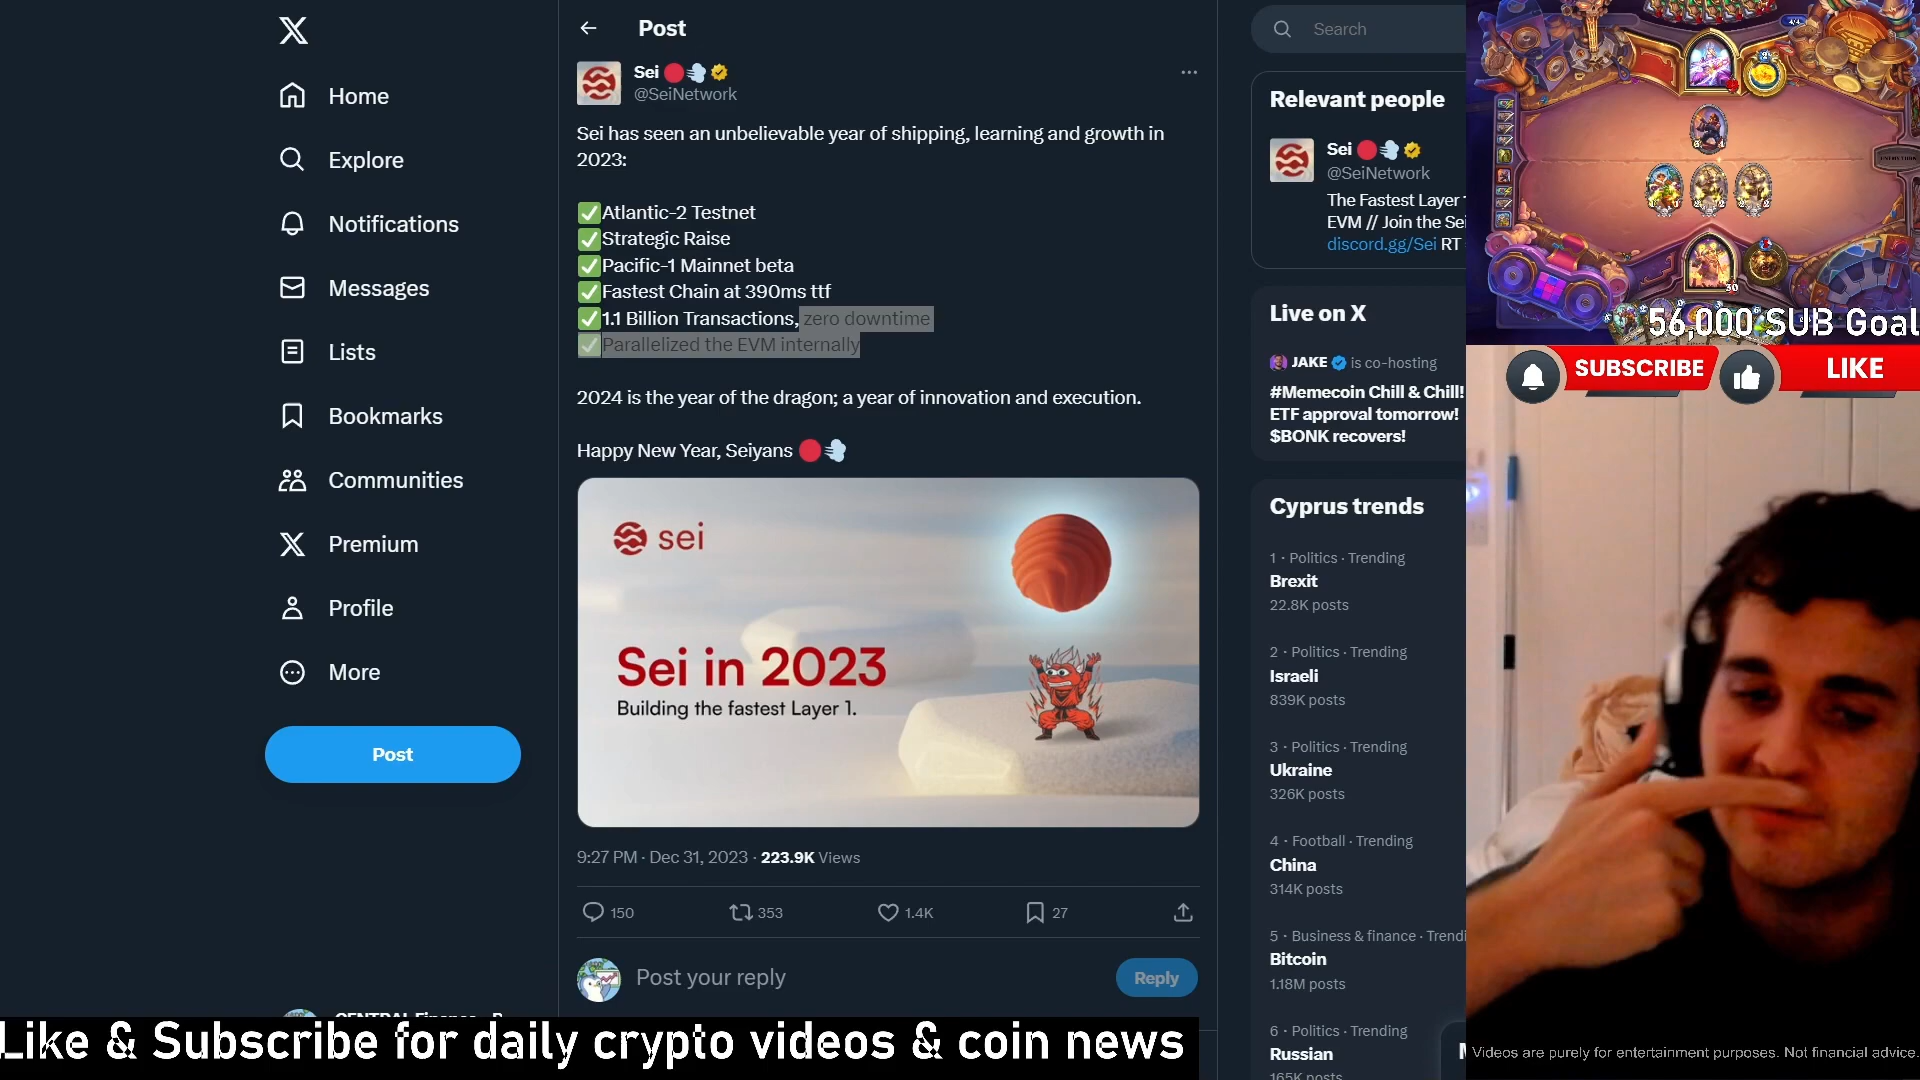 Home
Explore
Notifications
Messages
Lists
Bookmarks
Communities
Premium
Profile
More
Post
Post
Sei
@SeiNetwork
Sei has seen an unbelievable year of shipping, learning and growth in
2023:
✅Atlantic-2 Testnet
✅Strategic Raise
✅Pacific-1 Mainnet beta
✅Fastest Chain at 390ms ttf
✅1.1 Billion Transactions, zero downtime
✅Parallelized the EVM internally
2024 is the year of the dragon; a year of innovation and execution.
Happy New Year, Seiyans 🔴💨
sei
Sei in 2023
Building the fastest Layer 1.
9:27 PM · Dec 31, 2023 · 223.9K Views
150 353 1.4K 27
Post your reply
Reply
Search
Relevant people
Sei
@SeiNetwork
The Fastest Layer
EVM // Join the Sei
discord.gg/Sei RT
Live on X
JAKE is co-hosting
#Memecoin Chill & Chill!
ETF approval tomorrow!
$BONK recovers!
Cyprus trends
1 · Politics · Trending
Brexit
22.8K posts
2 · Politics · Trending
Israeli
839K posts
3 · Politics · Trending
Ukraine
326K posts
4 · Football · Trending
China
314K posts
5 · Business & finance · Trendi
Bitcoin
1.18M posts
6 · Politics · Trending
Russian
165K posts
4/4
30
56,000 SUB Goal
SUBSCRIBE
LIKE
Like & Subscribe for daily crypto videos & coin news
Videos are purely for entertainment purposes. Not financial advice.